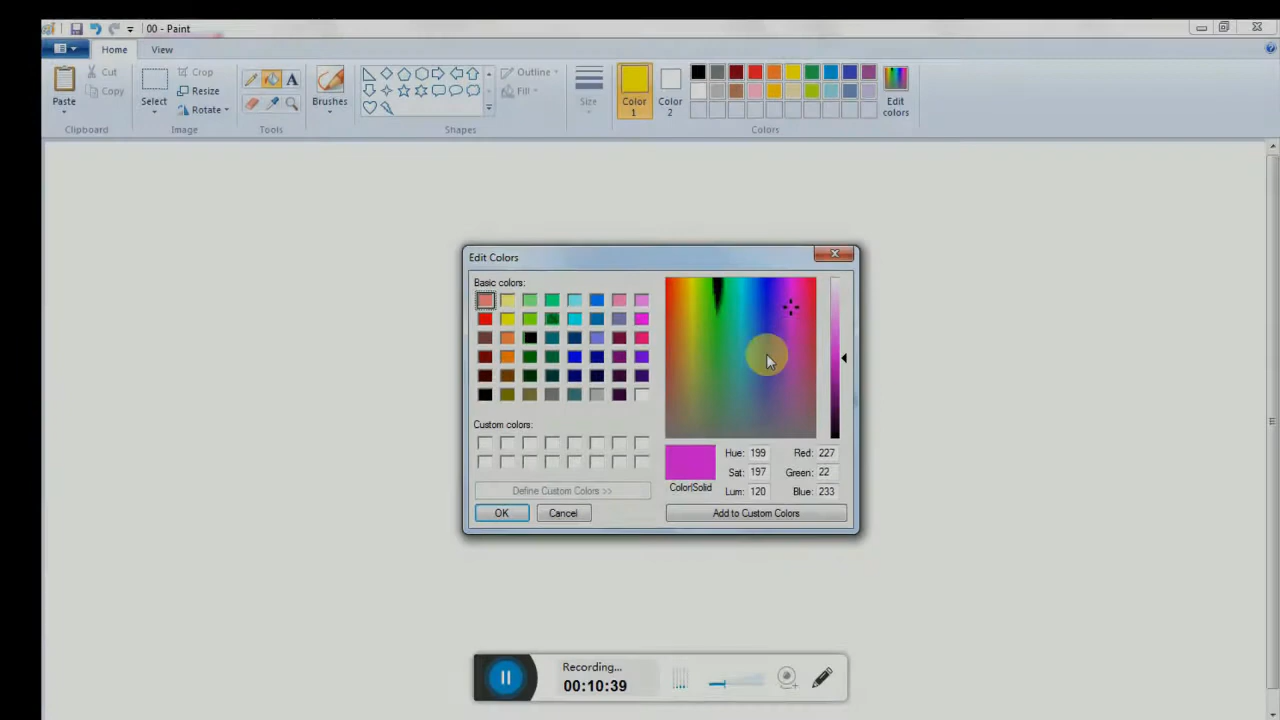 00 - Paint
Home
View
Paste
Cut
Copy
Clipboard
Select
Crop
Resize
Rotate
Image
A
Tools
Brushes
Shapes
Outline
Fill
Size
Color
1
Color
2
Edit
colors
Colors
Edit Colors
Basic colors:
Custom colors:
Define Custom Colors >>
OK
Cancel
Color|Solid
Hue: 199
Sat: 197
Lum: 120
Red: 227
Green: 22
Blue: 233
Add to Custom Colors
Recording...
00:10:39